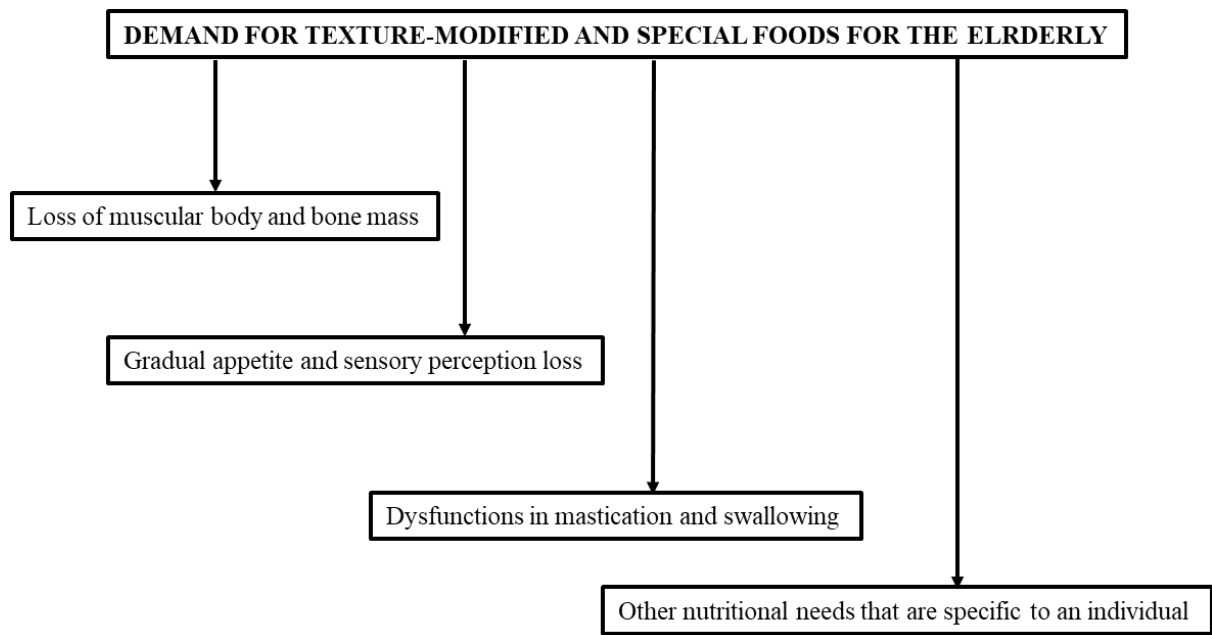 DEMAND FOR TEXTURE-MODIFIED AND SPECIAL FOODS FOR THE ELRDERLY
Loss of muscular body and bone mass
Gradual appetite and sensory perception loss
Dysfunctions in mastication and swallowing
Other nutritional needs that are specific to an individual